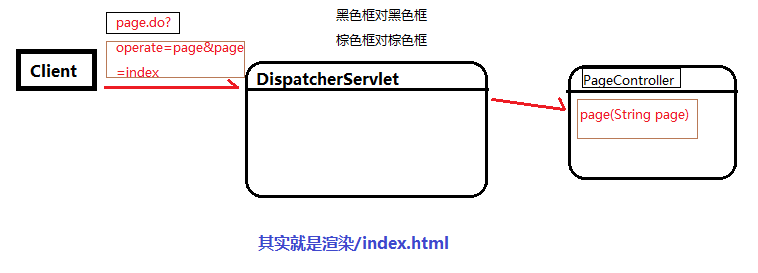 page.do?
operate=page&page
=index
黑色框对黑色框
棕色框对棕色框
Client
DispatcherServlet
PageController
page(String page)
其实就是渲染/index.html